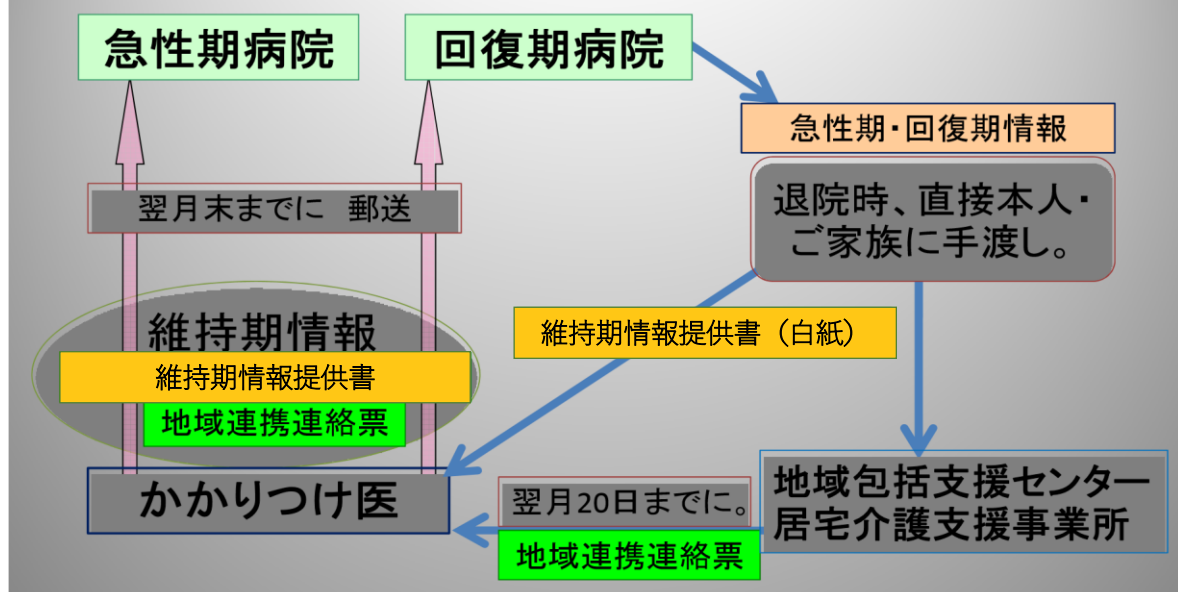 急性期病院
回復期病院
急性期・回復期情報
退院時、直接本人・
ご家族に手渡し。
翌月末までに　郵送
維持期情報
維持期情報提供書
地域連携連絡票
維持期情報提供書（白紙）
かかりつけ医
翌月20日までに。
地域連携連絡票
地域包括支援センター
居宅介護支援事業所